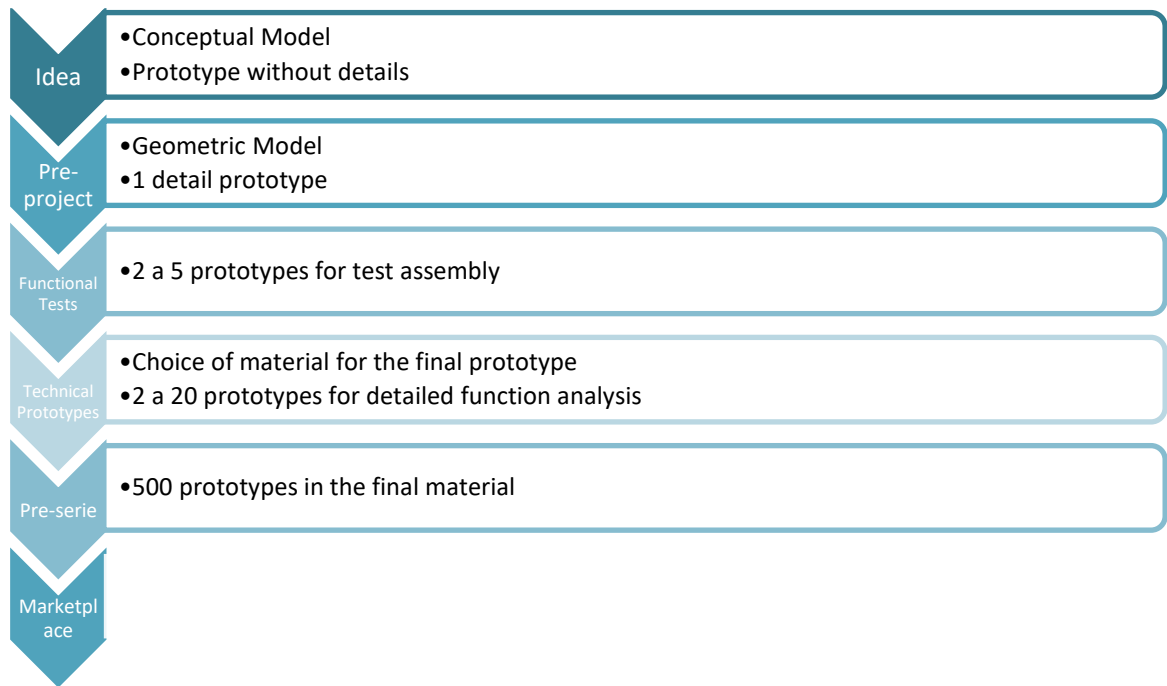 Idea
•Conceptual Model
•Prototype without details
Pre-
project
•Geometric Model
•1 detail prototype
Functional
Tests
•2 a 5 prototypes for test assembly
Technical
Prototypes
•Choice of material for the final prototype
•2 a 20 prototypes for detailed function analysis
Pre-serie
•500 prototypes in the final material
Marketpl
ace